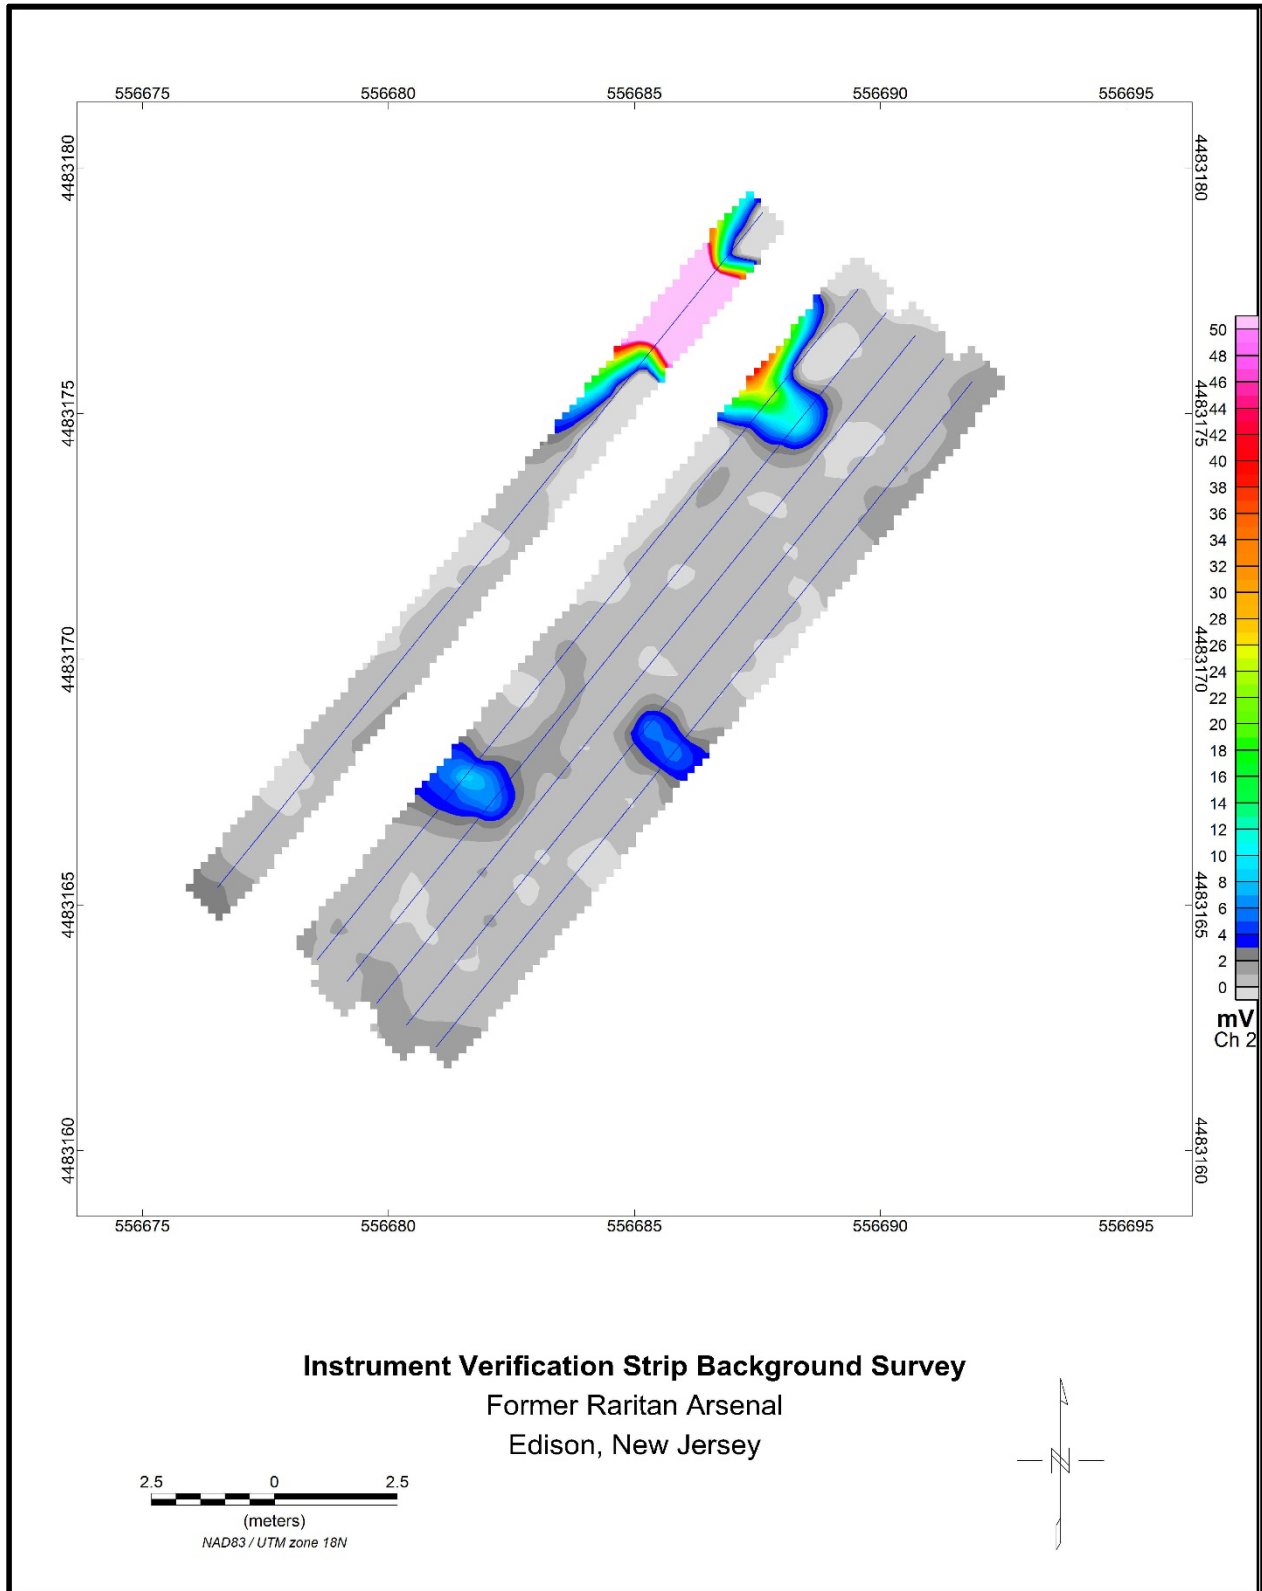 556675 556680 556685 556690 556695
4483180 4483180
4483175 4483175
4483170 4483170
4483165 4483165
4483160 4483160
556675 556680 556685 556690 556695
50
48
46
44
42
40
38
36
34
32
30
28
26
24
22
20
18
16
14
12
10
8
6
4
2
0
mV
Ch 2
Instrument Verification Strip Background Survey
Former Raritan Arsenal
Edison, New Jersey
2.5 0 2.5
(meters)
NAD83 / UTM zone 18N
N